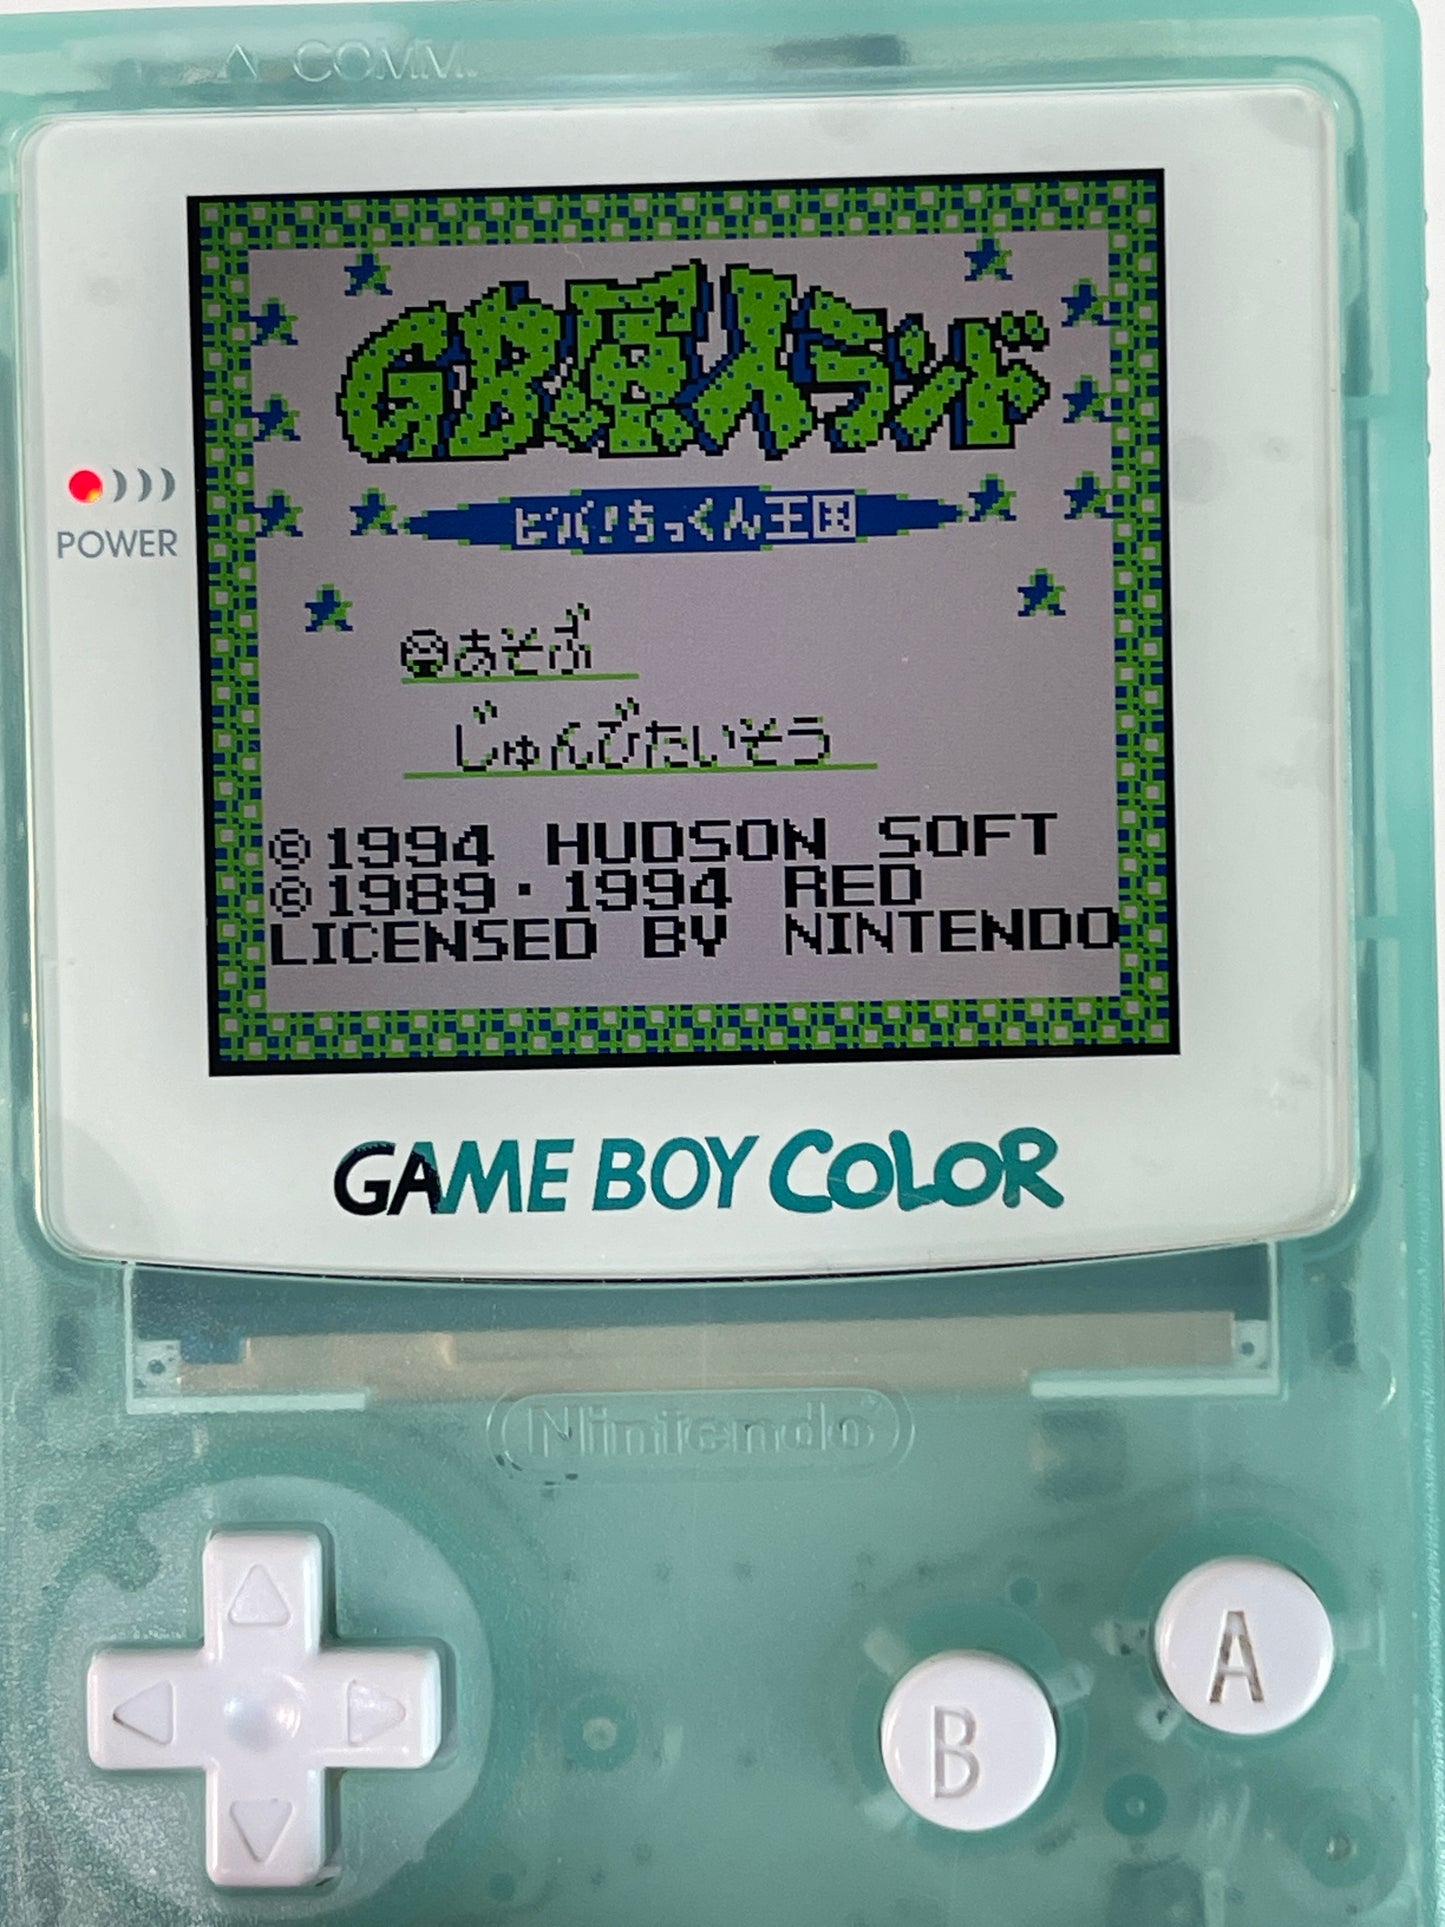 COMM.
GB原人ランド
ビバ!ちっくん王国
POWER
あそぶ
じゅんびたいそう
©1994 HUDSON SOFT
©1989・1994 RED
LICENSED BY NINTENDO
GAME BOY COLOR
Nintendo
A
B